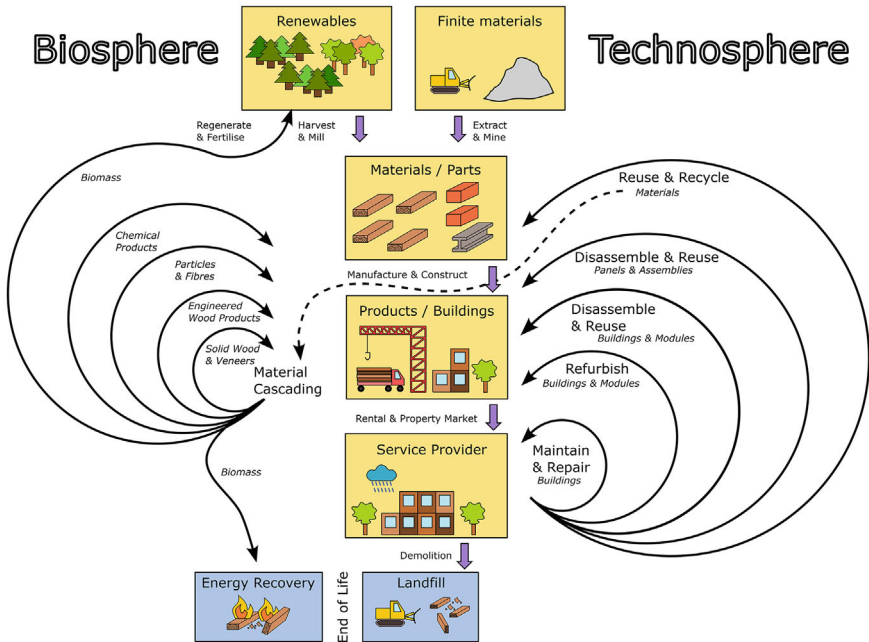 Biosphere
Renewables
Finite materials
Technosphere
Regenerate
& Fertilise
Harvest
& Mill
Extract
& Mine
Biomass
Materials / Parts
Reuse & Recycle
Materials
Chemical
Products
Particles
& Fibres
Manufacture & Construct
Disassemble & Reuse
Panels & Assemblies
Engineered
Wood Products
Products / Buildings
Disassemble
& Reuse
Buildings & Modules
Solid Wood
& Veneers
Material
Cascading
Refurbish
Buildings & Modules
Rental & Property Market
Service Provider
Maintain
& Repair
Buildings
Biomass
Demolition
Energy Recovery
End of Life
Landfill